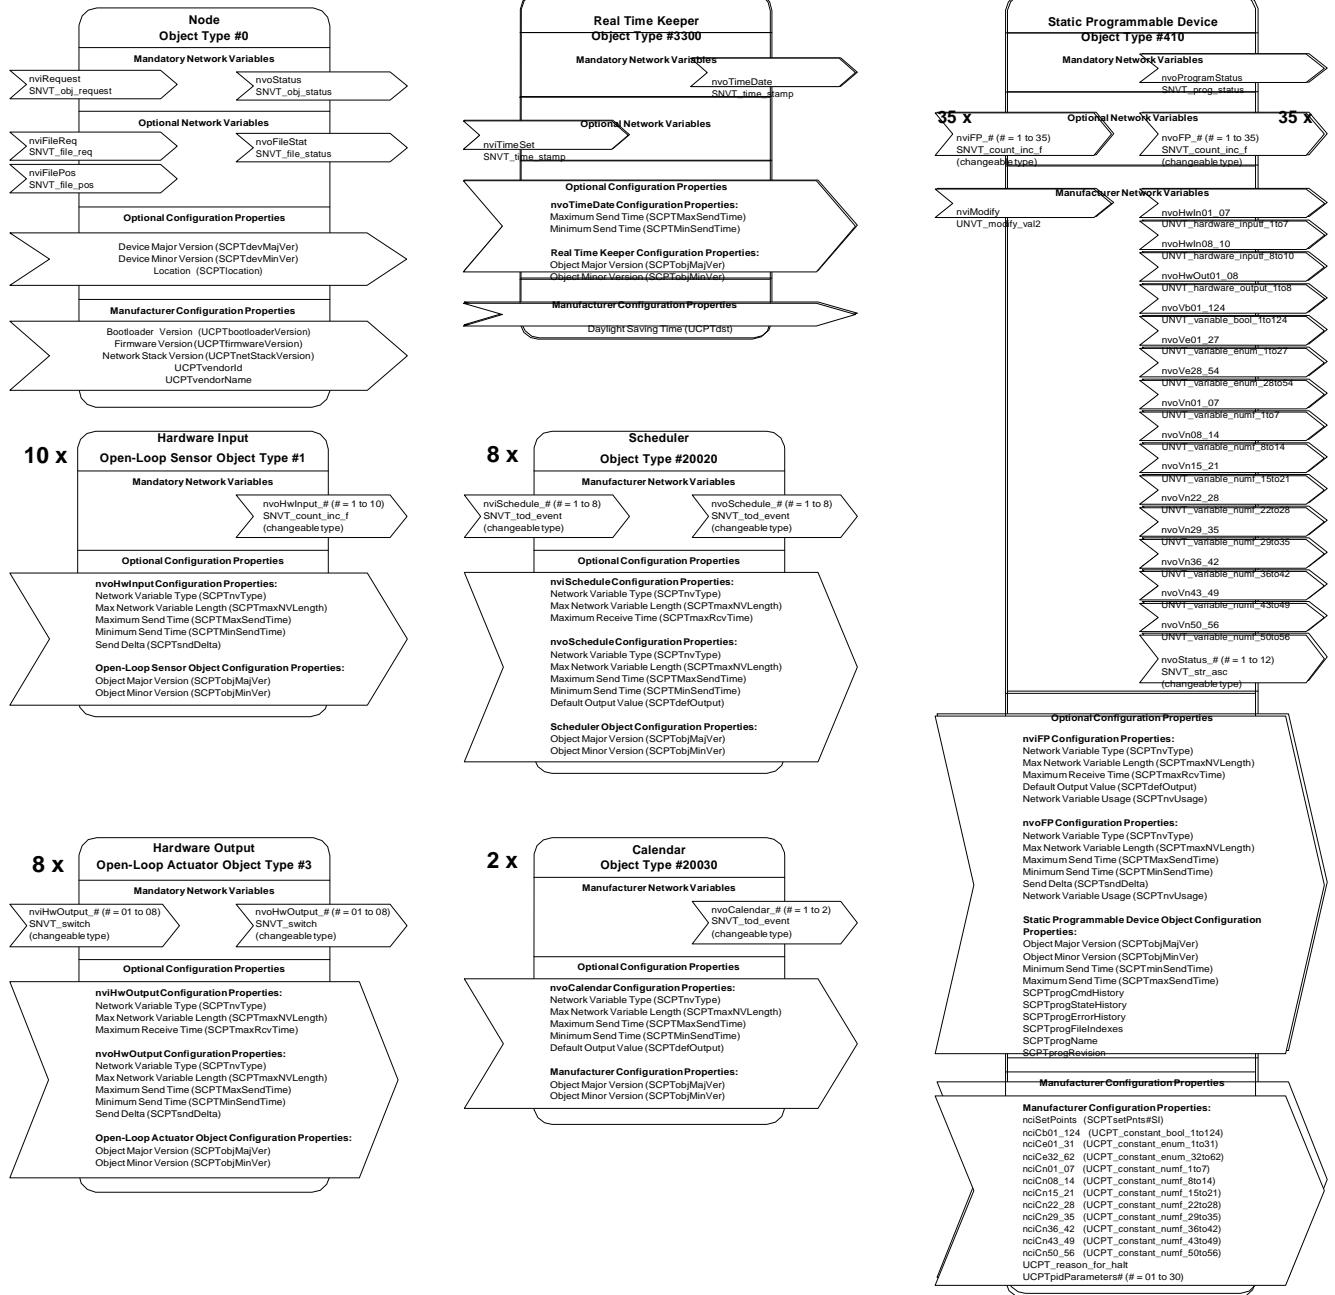 Node
Object Type #0
Mandatory Network Variables
nviRequest
SNVT_obj_request
nvoStatus
SNVT_obj_status
Optional Network Variables
nviFileReq
SNVT_file_req
nvoFileStat
SNVT_file_status
nviFilePos
SNVT_file_pos
Optional Configuration Properties
Device Major Version (SCPTdevMajVer)
Device Minor Version (SCPTdevMinVer)
Location (SCPTlocation)
Manufacturer Configuration Properties
Bootloader Version (UCPTbootloaderVersion)
Firmware Version (UCPTfirmwareVersion)
Network Stack Version (UCPTnetStackVersion)
UCPTvendorId
UCPTvendorName
Real Time Keeper
Object Type #3300
Mandatory Network Variables
nvoTimeDate
SNVT_time_stamp
Optional Network Variables
nviTimeSet
SNVT_time_stamp
Optional Configuration Properties
nvoTimeDate Configuration Properties:
Maximum Send Time (SCPTMaxSendTime)
Minimum Send Time (SCPTMinSendTime)
Real Time Keeper Configuration Properties:
Object Major Version (SCPTobjMajVer)
Object Minor Version (SCPTobjMinVer)
Manufacturer Configuration Properties
Daylight Saving Time (UCPTdst)
10 x
Hardware Input
Open-Loop Sensor Object Type #1
Mandatory Network Variables
nvoHwInput_# (# = 1 to 10)
SNVT_count_inc_f
(changeable type)
Optional Configuration Properties
nvoHwInput Configuration Properties:
Network Variable Type (SCPTnvType)
Max Network Variable Length (SCPTmaxNVLength)
Maximum Send Time (SCPTMaxSendTime)
Minimum Send Time (SCPTMinSendTime)
Send Delta (SCPTsndDelta)
Open-Loop Sensor Object Configuration Properties:
Object Major Version (SCPTobjMajVer)
Object Minor Version (SCPTobjMinVer)
8 x
Scheduler
Object Type #20020
Manufacturer Network Variables
nviSchedule_# (# = 1 to 8)
SNVT_tod_event
(changeable type)
nvoSchedule_# (# = 1 to 8)
SNVT_tod_event
(changeable type)
Optional Configuration Properties
nviSchedule Configuration Properties:
Network Variable Type (SCPTnvType)
Max Network Variable Length (SCPTmaxNVLength)
Maximum Receive Time (SCPTmaxRcvTime)
nvoSchedule Configuration Properties:
Network Variable Type (SCPTnvType)
Max Network Variable Length (SCPTmaxNVLength)
Maximum Send Time (SCPTMaxSendTime)
Minimum Send Time (SCPTMinSendTime)
Default Output Value (SCPTdefOutput)
Scheduler Object Configuration Properties:
Object Major Version (SCPTobjMajVer)
Object Minor Version (SCPTobjMinVer)
8 x
Hardware Output
Open-Loop Actuator Object Type #3
Mandatory Network Variables
nviHwOutput_# (# = 01 to 08)
SNVT_switch
(changeable type)
nvoHwOutput_# (# = 01 to 08)
SNVT_switch
(changeable type)
Optional Configuration Properties
nviHwOutput Configuration Properties:
Network Variable Type (SCPTnvType)
Max Network Variable Length (SCPTmaxNVLength)
Maximum Receive Time (SCPTmaxRcvTime)
nvoHwOutput Configuration Properties:
Network Variable Type (SCPTnvType)
Max Network Variable Length (SCPTmaxNVLength)
Maximum Send Time (SCPTMaxSendTime)
Minimum Send Time (SCPTMinSendTime)
Send Delta (SCPTsndDelta)
Open-Loop Actuator Object Configuration Properties:
Object Major Version (SCPTobjMajVer)
Object Minor Version (SCPTobjMinVer)
2 x
Calendar
Object Type #20030
Manufacturer Network Variables
nvoCalendar_# (# = 1 to 2)
SNVT_tod_event
(changeable type)
Optional Configuration Properties
nvoCalendar Configuration Properties:
Network Variable Type (SCPTnvType)
Max Network Variable Length (SCPTmaxNVLength)
Maximum Send Time (SCPTMaxSendTime)
Minimum Send Time (SCPTMinSendTime)
Default Output Value (SCPTdefOutput)
Manufacturer Configuration Properties:
Object Major Version (SCPTobjMajVer)
Object Minor Version (SCPTobjMinVer)
Static Programmable Device
Object Type #410
Mandatory Network Variables
nvoProgramStatus
SNVT_prog_status
35 x
Optional Network Variables
35 x
nviFP_# (# = 1 to 35)
SNVT_count_inc_f
(changeable type)
nvoFP_# (# = 1 to 35)
SNVT_count_inc_f
(changeable type)
Manufacturer Network Variables
nviModify
UNVT_modify_val2
nvoHwIn01_07
UNVT_hardware_inputf_1to7
nvoHwIn08_10
UNVT_hardware_inputf_8to10
nvoHwOut01_08
UNVT_hardware_output_1to8
nvoVb01_124
UNVT_variable_bool_1to124
nvoVe01_27
UNVT_variable_enum_1to27
nvoVe28_54
UNVT_variable_enum_28to54
nvoVn01_07
UNVT_variable_numf_1to7
nvoVn08_14
UNVT_variable_numf_8to14
nvoVn15_21
UNVT_variable_numf_15to21
nvoVn22_28
UNVT_variable_numf_22to28
nvoVn29_35
UNVT_variable_numf_29to35
nvoVn36_42
UNVT_variable_numf_36to42
nvoVn43_49
UNVT_variable_numf_43to49
nvoVn50_56
UNVT_variable_numf_50to56
nvoStatus_# (# = 1 to 12)
SNVT_str_asc
(changeable type)
Optional Configuration Properties
nviFP Configuration Properties:
Network Variable Type (SCPTnvType)
Max Network Variable Length (SCPTmaxNVLength)
Maximum Receive Time (SCPTmaxRcvTime)
Default Output Value (SCPTdefOutput)
Network Variable Usage (SCPTnvUsage)
nvoFP Configuration Properties:
Network Variable Type (SCPTnvType)
Max Network Variable Length (SCPTmaxNVLength)
Maximum Send Time (SCPTMaxSendTime)
Minimum Send Time (SCPTMinSendTime)
Send Delta (SCPTsndDelta)
Network Variable Usage (SCPTnvUsage)
Static Programmable Device Object Configuration
Properties:
Object Major Version (SCPTobjMajVer)
Object Minor Version (SCPTobjMinVer)
Minimum Send Time (SCPTminSendTime)
Maximum Send Time (SCPTmaxSendTime)
SCPTprogCmdHistory
SCPTprogStateHistory
SCPTprogErrorHistory
SCPTprogFileIndexes
SCPTprogName
SCPTprogRevision
Manufacturer Configuration Properties
Manufacturer Configuration Properties:
nciSetPoints (SCPTsetPnts#SI)
nciCb01_124 (UCPT_constant_bool_1to124)
nciCe01_31 (UCPT_constant_enum_1to31)
nciCe32_62 (UCPT_constant_enum_32to62)
nciCn01_07 (UCPT_constant_numf_1to7)
nciCn08_14 (UCPT_constant_numf_8to14)
nciCn15_21 (UCPT_constant_numf_15to21)
nciCn22_28 (UCPT_constant_numf_22to28)
nciCn29_35 (UCPT_constant_numf_29to35)
nciCn36_42 (UCPT_constant_numf_36to42)
nciCn43_49 (UCPT_constant_numf_43to49)
nciCn50_56 (UCPT_constant_numf_50to56)
UCPT_reason_for_halt
UCPTpidParameters# (# = 01 to 30)